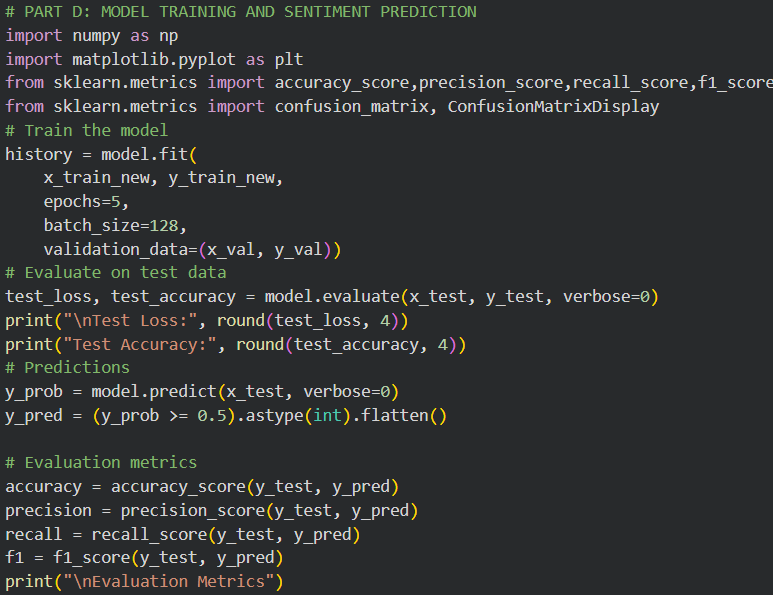 # PART D: MODEL TRAINING AND SENTIMENT PREDICTION
import numpy as np
import matplotlib.pyplot as plt
from sklearn.metrics import accuracy_score,precision_score,recall_score,f1_score
from sklearn.metrics import confusion_matrix, ConfusionMatrixDisplay
# Train the model
history = model.fit(
    x_train_new, y_train_new,
    epochs=5,
    batch_size=128,
    validation_data=(x_val, y_val))
# Evaluate on test data
test_loss, test_accuracy = model.evaluate(x_test, y_test, verbose=0)
print("\nTest Loss:", round(test_loss, 4))
print("Test Accuracy:", round(test_accuracy, 4))
# Predictions
y_prob = model.predict(x_test, verbose=0)
y_pred = (y_prob >= 0.5).astype(int).flatten()

# Evaluation metrics
accuracy = accuracy_score(y_test, y_pred)
precision = precision_score(y_test, y_pred)
recall = recall_score(y_test, y_pred)
f1 = f1_score(y_test, y_pred)
print("\nEvaluation Metrics")